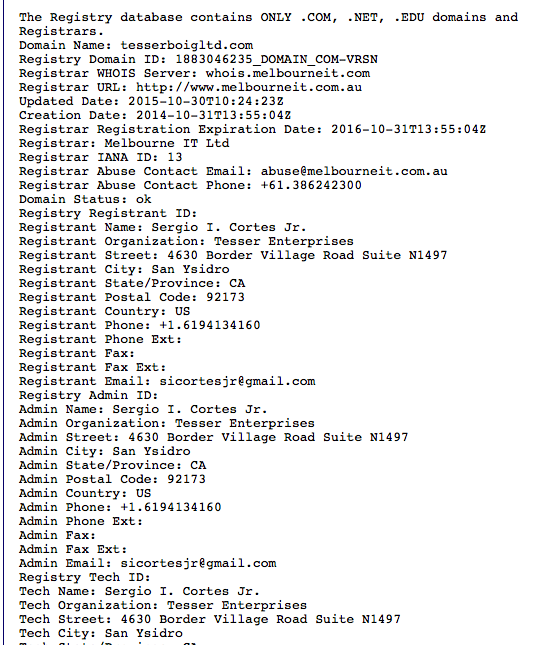 The Registry database contains ONLY .COM, .NET, .EDU domains and
Registrars.
Domain Name: tesserboigltd.com
Registry Domain ID: 1883046235_DOMAIN_COM-VRSN
Registrar WHOIS Server: whois.melbourneit.com
Registrar URL: http://www.melbourneit.com.au
Updated Date: 2015-10-30T10:24:23Z
Creation Date: 2014-10-31T13:55:04Z
Registrar Registration Expiration Date: 2016-10-31T13:55:04Z
Registrar: Melbourne IT Ltd
Registrar IANA ID: 13
Registrar Abuse Contact Email: abuse@melbourneit.com.au
Registrar Abuse Contact Phone: +61.386242300
Domain Status: ok
Registry Registrant ID:
Registrant Name: Sergio I. Cortes Jr.
Registrant Organization: Tesser Enterprises
Registrant Street: 4630 Border Village Road Suite N1497
Registrant City: San Ysidro
Registrant State/Province: CA
Registrant Postal Code: 92173
Registrant Country: US
Registrant Phone: +1.6194134160
Registrant Phone Ext:
Registrant Fax:
Registrant Fax Ext:
Registrant Email: sicortesjr@gmail.com
Registry Admin ID:
Admin Name: Sergio I. Cortes Jr.
Admin Organization: Tesser Enterprises
Admin Street: 4630 Border Village Road Suite N1497
Admin City: San Ysidro
Admin State/Province: CA
Admin Postal Code: 92173
Admin Country: US
Admin Phone: +1.6194134160
Admin Phone Ext:
Admin Fax:
Admin Fax Ext:
Admin Email: sicortesjr@gmail.com
Registry Tech ID:
Tech Name: Sergio I. Cortes Jr.
Tech Organization: Tesser Enterprises
Tech Street: 4630 Border Village Road Suite N1497
Tech City: San Ysidro